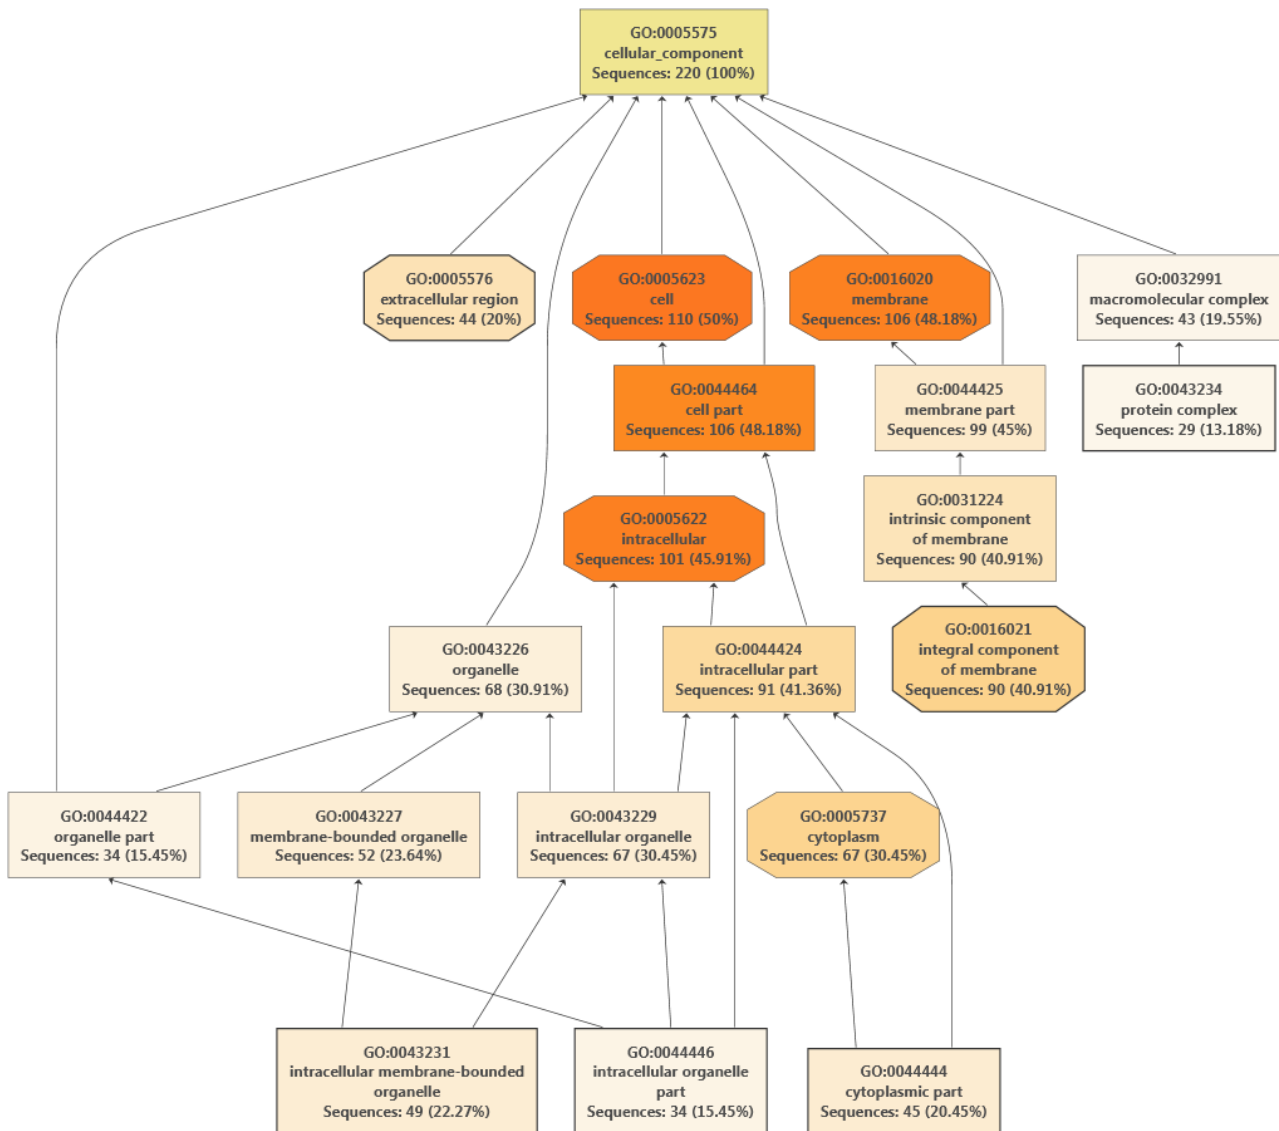 GO:0005575
cellular_component
Sequences: 220 (100%)
GO:0005576
extracellular region
Sequences: 44 (20%)
GO:0005623
cell
Sequences: 110 (50%)
GO:0016020
membrane
Sequences: 106 (48.18%)
GO:0032991
macromolecular complex
Sequences: 43 (19.55%)
GO:0044464
cell part
Sequences: 106 (48.18%)
GO:0044425
membrane part
Sequences: 99 (45%)
GO:0043234
protein complex
Sequences: 29 (13.18%)
GO:0005622
intracellular
Sequences: 101 (45.91%)
GO:0031224
intrinsic component
of membrane
Sequences: 90 (40.91%)
GO:0043226
organelle
Sequences: 68 (30.91%)
GO:0044424
intracellular part
Sequences: 91 (41.36%)
GO:0016021
integral component
of membrane
Sequences: 90 (40.91%)
GO:0044422
organelle part
Sequences: 34 (15.45%)
GO:0043227
membrane-bounded organelle
Sequences: 52 (23.64%)
GO:0043229
intracellular organelle
Sequences: 67 (30.45%)
GO:0005737
cytoplasm
Sequences: 67 (30.45%)
GO:0043231
intracellular membrane-bounded
organelle
Sequences: 49 (22.27%)
GO:0044446
intracellular organelle
part
Sequences: 34 (15.45%)
GO:0044444
cytoplasmic part
Sequences: 45 (20.45%)